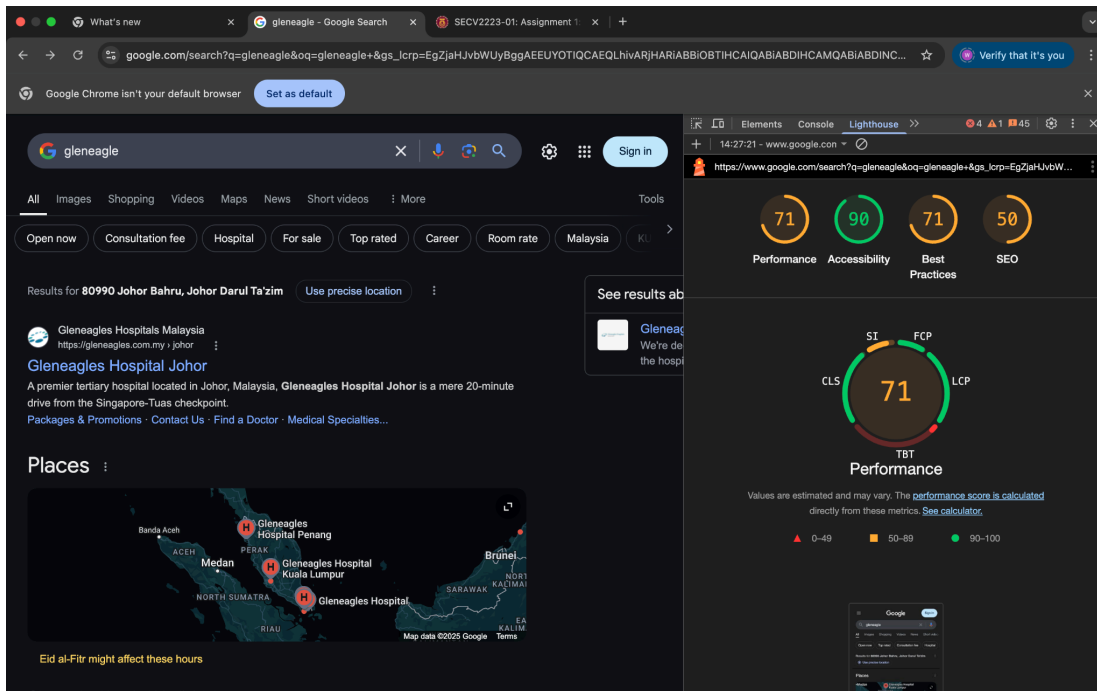 What's new
gleneagle - Google Search
SECV2223-01: Assignment 1:
google.com/search?q=gleneagle&oq=gleneagle+&gs_lcrp=EgZjaHJvbWUyBggAEEUYOTIQCAEQLhivARjHARiABBiOBTIHCAIQABiABDIHCAMQABiABDINC...
Verify that it's you
Google Chrome isn't your default browser
Set as default
gleneagle
Sign in
All Images Shopping Videos Maps News Short videos More
Tools
Open now Consultation fee Hospital For sale Top rated Career Room rate Malaysia
Results for 80990 Johor Bahru, Johor Darul Ta'zim
Use precise location
Gleneagles Hospitals Malaysia
https://gleneagles.com.my › johor
Gleneagles Hospital Johor
A premier tertiary hospital located in Johor, Malaysia, Gleneagles Hospital Johor is a mere 20-minute
drive from the Singapore-Tuas checkpoint.
Packages & Promotions · Contact Us · Find a Doctor · Medical Specialties...
See results ab
Gleneag
We're de
the hospi
Places
Banda Aceh
ACEH
Medan
NORTH SUMATRA
RIAU
PERAK
Gleneagles
Hospital Penang
Gleneagles Hospital
Kuala Lumpur
Gleneagles Hospital
Brunei
SARAWAK
NORT
KALIMA
EA
KALIM
Map data ©2025 Google Terms
Eid al-Fitr might affect these hours
Elements Console Lighthouse
4 1 45
14:27:21 - www.google.con
https://www.google.com/search?q=gleneagle&oq=gleneagle+&gs_lcrp=EgZjaHJvbW...
71 90 71 50
Performance Accessibility Best
Practices SEO
SI FCP
CLS LCP
71
TBT
Performance
Values are estimated and may vary. The performance score is calculated
directly from these metrics. See calculator.
0–49 50–89 90–100
Google
gleneagle
Places